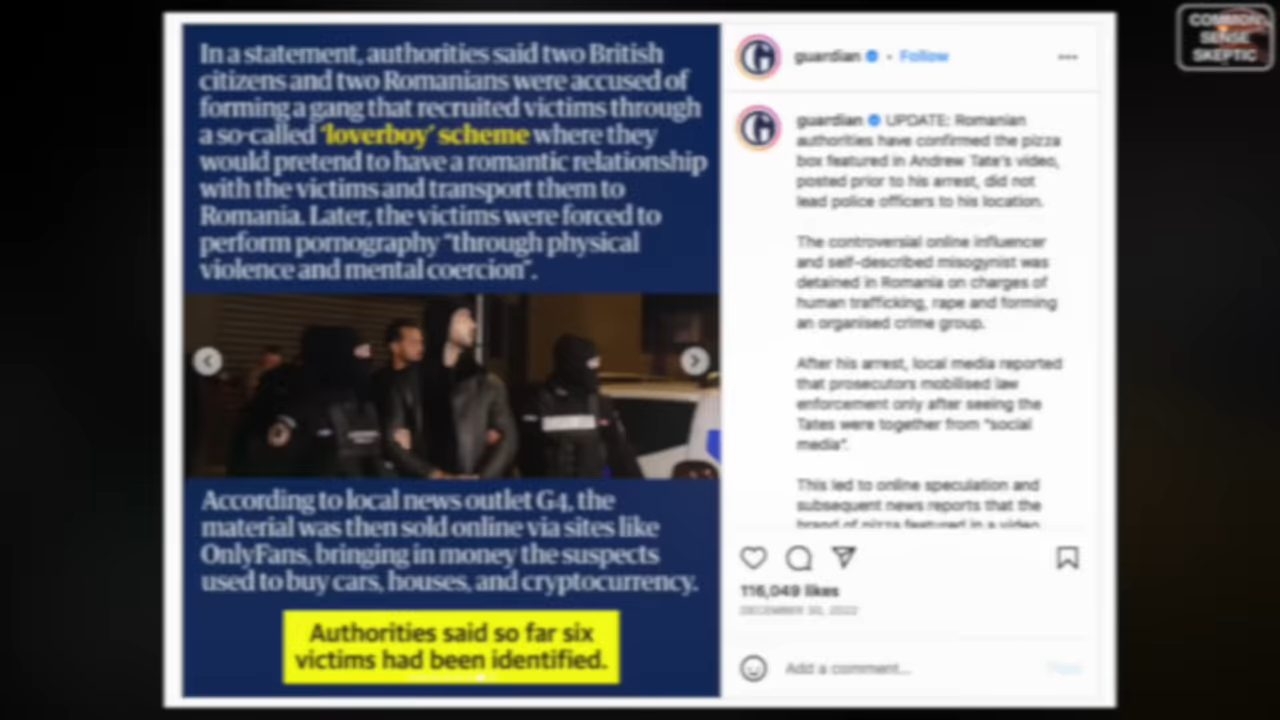 COMMON
SENSE
SKEPTIC
In a statement, authorities said two British
citizens and two Romanians were accused of
forming a gang that recruited victims through
a so-called ‘loverboy’ scheme where they
would pretend to have a romantic relationship
with the victims and transport them to
Romania. Later, the victims were forced to
perform pornography “through physical
violence and mental coercion”.
According to local news outlet G4, the
material was then sold online via sites like
OnlyFans, bringing in money the suspects
used to buy cars, houses, and cryptocurrency.
Authorities said so far six
victims had been identified.
guardian • Follow
guardian UPDATE: Romanian
authorities have confirmed the pizza
box featured in Andrew Tate's video,
posted prior to his arrest, did not
lead police officers to his location.
The controversial online influencer
and self-described misogynist was
detained in Romania on charges of
human trafficking, rape and forming
an organised crime group.
After his arrest, local media reported
that prosecutors mobilised law
enforcement only after seeing the
Tates were together from “social
media”.
This led to online speculation and
subsequent news reports that the
brand of pizza featured in a video
116,049 likes
DECEMBER 30, 2022
Add a comment...
Post